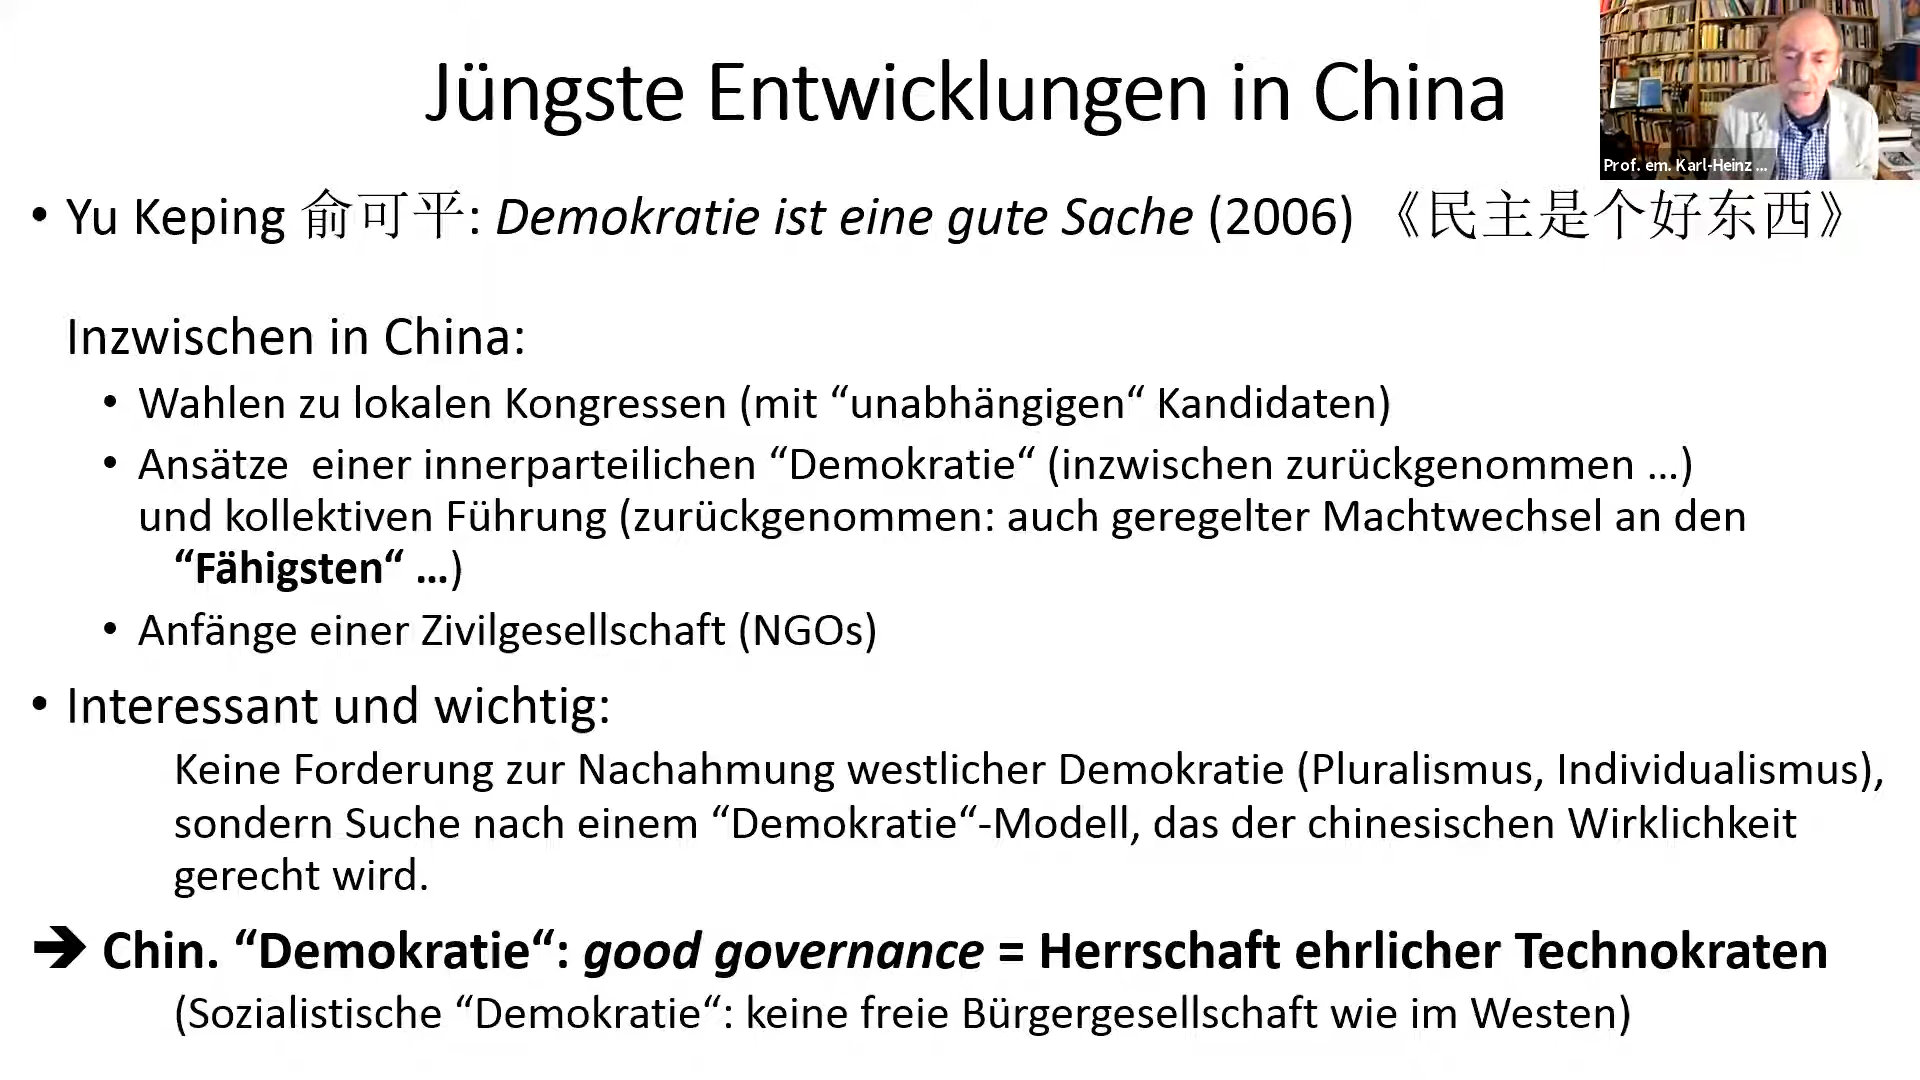 Jüngste Entwicklungen in China
Prof. em. Karl-Heinz ...
• Yu Keping 俞可平: Demokratie ist eine gute Sache (2006) 《民主是个好东西》
Inzwischen in China:
• Wahlen zu lokalen Kongressen (mit “unabhängigen“ Kandidaten)
• Ansätze einer innerparteilichen “Demokratie“ (inzwischen zurückgenommen …)
und kollektiven Führung (zurückgenommen: auch geregelter Machtwechsel an den
“Fähigsten“ …)
• Anfänge einer Zivilgesellschaft (NGOs)
• Interessant und wichtig:
Keine Forderung zur Nachahmung westlicher Demokratie (Pluralismus, Individualismus),
sondern Suche nach einem “Demokratie“-Modell, das der chinesischen Wirklichkeit
gerecht wird.
➔ Chin. “Demokratie“: good governance = Herrschaft ehrlicher Technokraten
(Sozialistische “Demokratie“: keine freie Bürgergesellschaft wie im Westen)